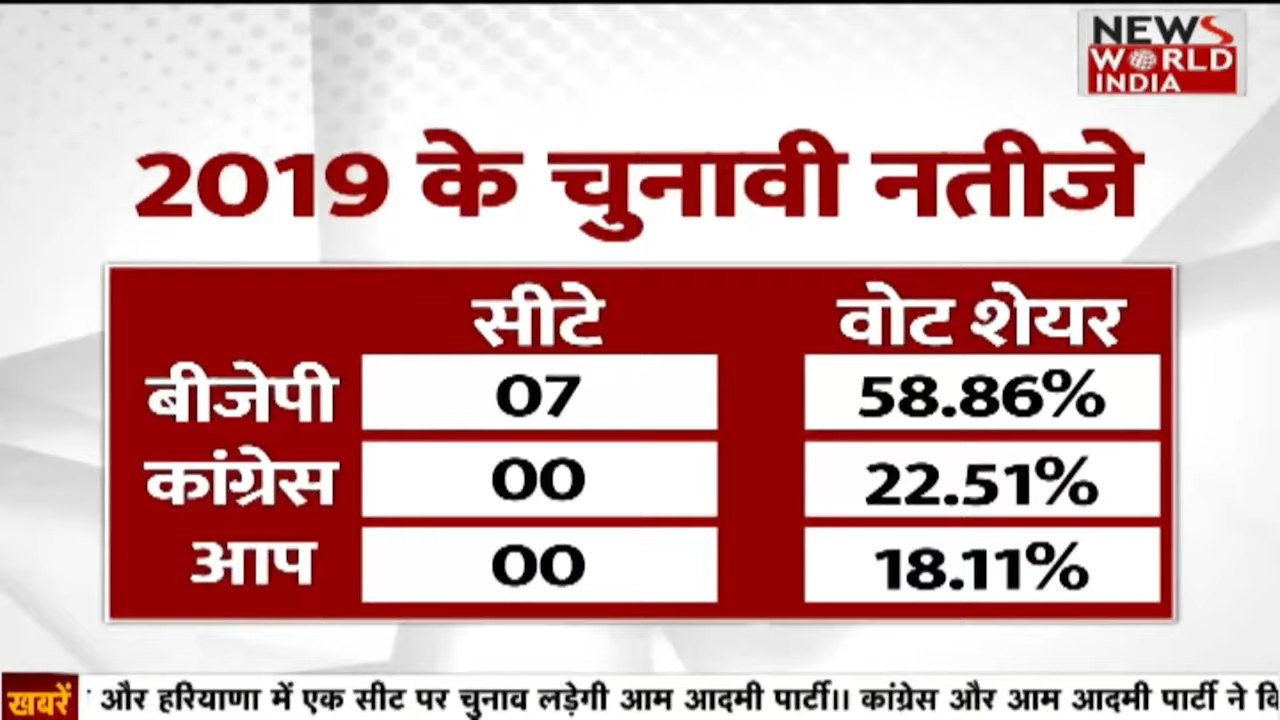 NEWS
WORLD
INDIA
2019 के चुनावी नतीजे
सीटे वोट शेयर
बीजेपी 07 58.86%
कांग्रेस 00 22.51%
आप 00 18.11%
खबरें और हरियाणा में एक सीट पर चुनाव लड़ेगी आम आदमी पार्टी।। कांग्रेस और आम आदमी पार्टी ने